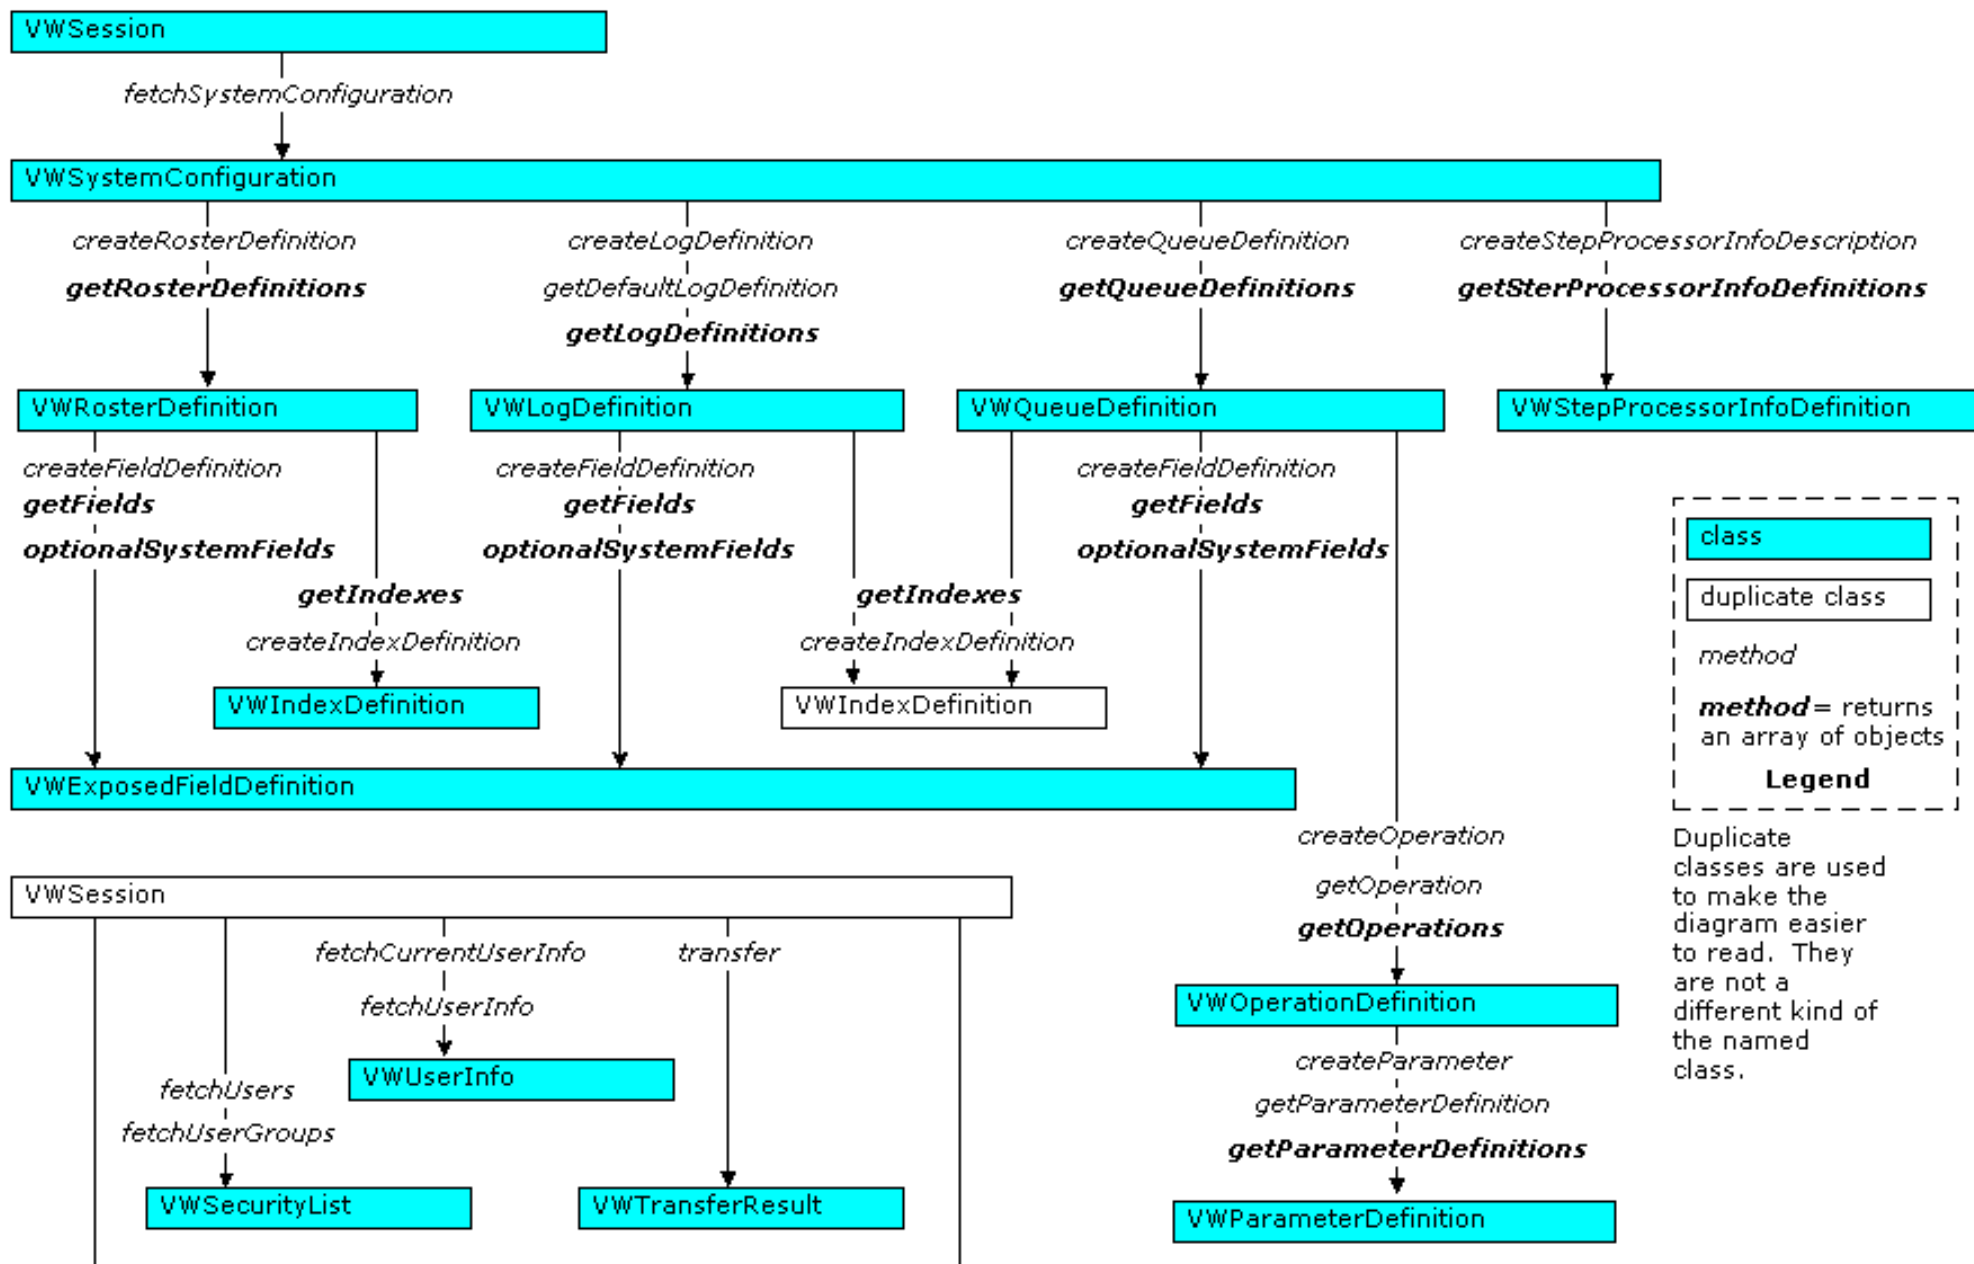 VWSession
fetchSystemConfiguration
VWSystemConfiguration
createRosterDefinition
getRosterDefinitions
createLogDefinition
getDefaultLogDefinition
getLogDefinitions
createQueueDefinition
getQueueDefinitions
createStepProcessorInfoDescription
getSterProcessorInfoDefinitions
VWRosterDefinition
VWLogDefinition
VWQueueDefinition
VWStepProcessorInfoDefinition
createFieldDefinition
getFields
optionalSystemFields
getIndexes
createIndexDefinition
VWIndexDefinition
createFieldDefinition
getFields
optionalSystemFields
getIndexes
createIndexDefinition
VWIndexDefinition
createFieldDefinition
getFields
optionalSystemFields
VWExposedFieldDefinition
class
duplicate class
method
method = returns
an array of objects
Legend
Duplicate
classes are used
to make the
diagram easier
to read. They
are not a
different kind of
the named
class.
createOperation
getOperation
getOperations
VWOperationDefinition
createParameter
getParameterDefinition
getParameterDefinitions
VWParameterDefinition
VWSession
fetchUsers
fetchUserGroups
VWSecurityList
fetchCurrentUserInfo
fetchUserInfo
VWUserInfo
transfer
VWTransferResult